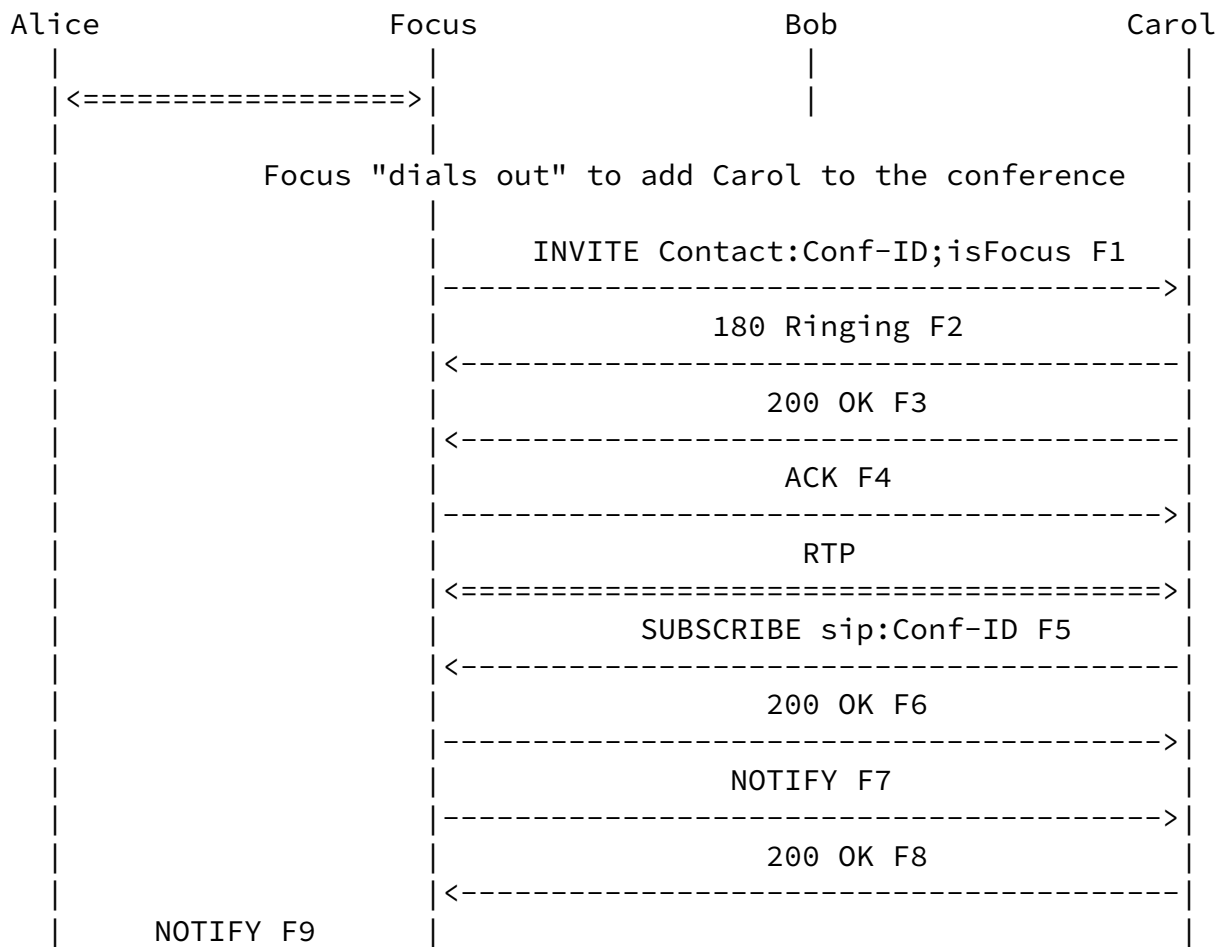 Alice Focus Bob Carol
<==================>
Focus "dials out" to add Carol to the conference
INVITE Contact:Conf-ID;isFocus F1
---------------------------------------->
180 Ringing F2
<----------------------------------------
200 OK F3
<----------------------------------------
ACK F4
---------------------------------------->
RTP
<=======================================>
SUBSCRIBE sip:Conf-ID F5
<----------------------------------------
200 OK F6
---------------------------------------->
NOTIFY F7
---------------------------------------->
200 OK F8
<----------------------------------------
NOTIFY F9